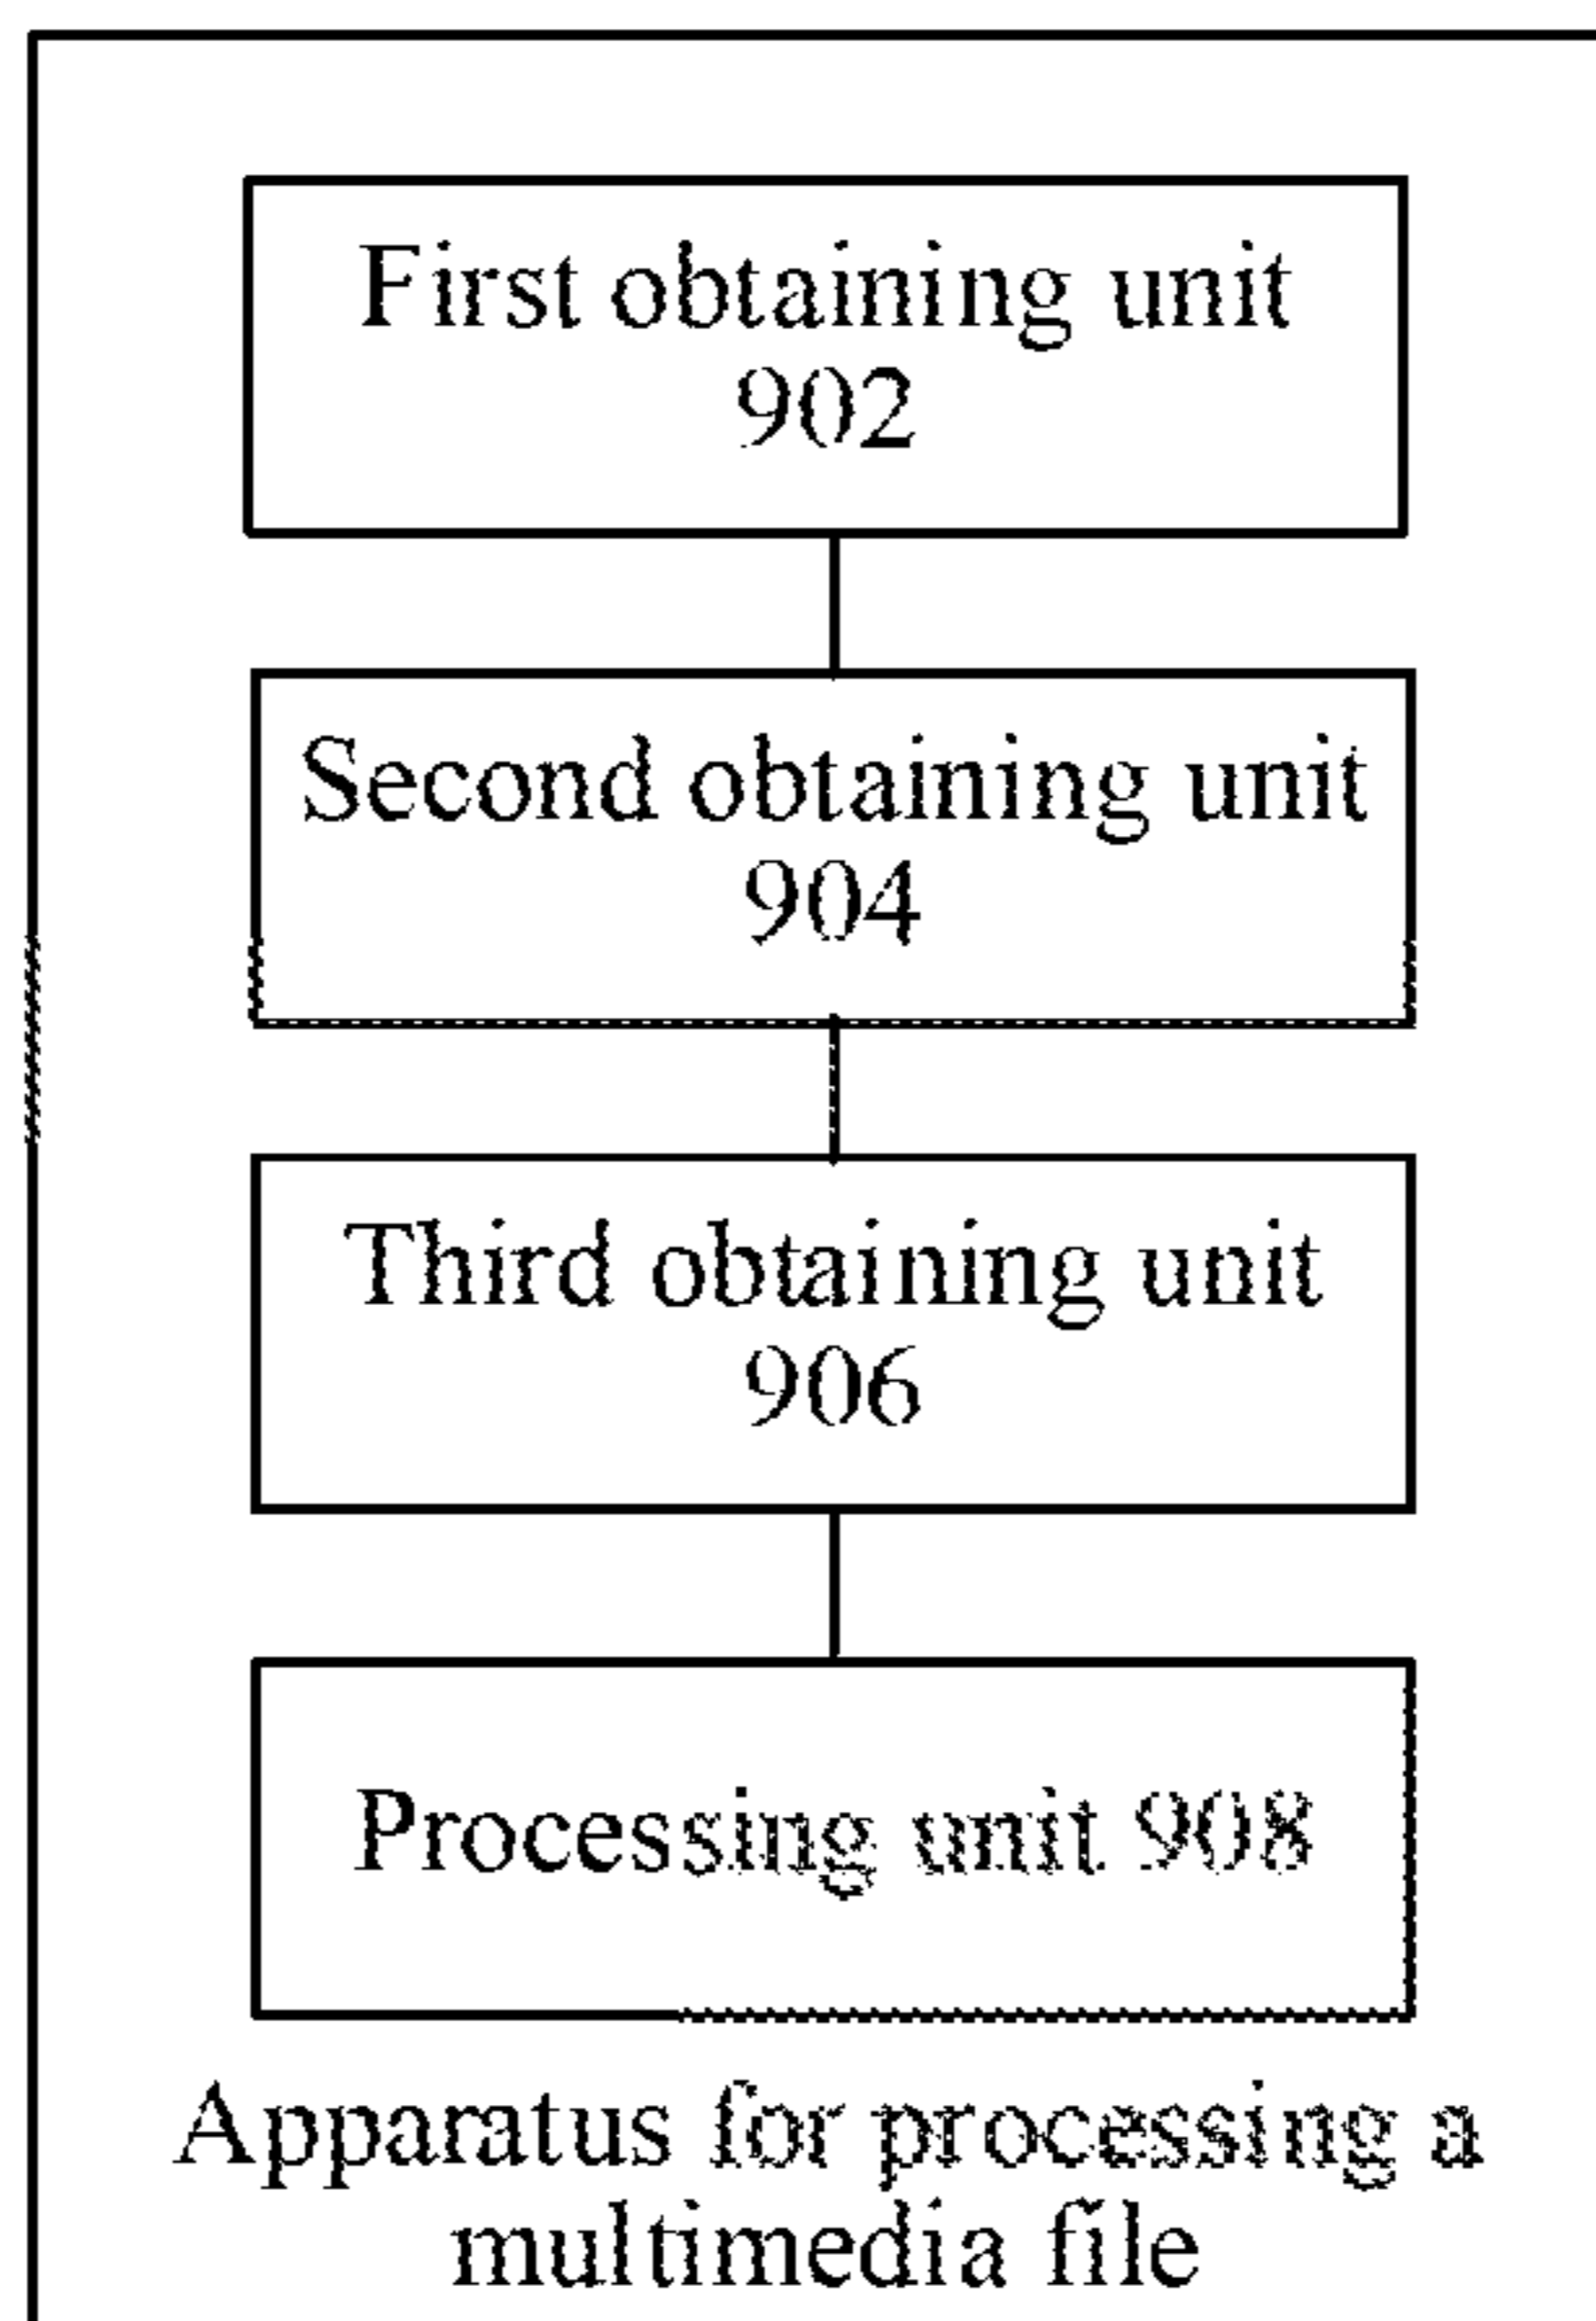 First obtaining unit
902
Second obtaining unit
904
Third obtaining unit
906
Processing unit 908
Apparatus for processing a
multimedia file